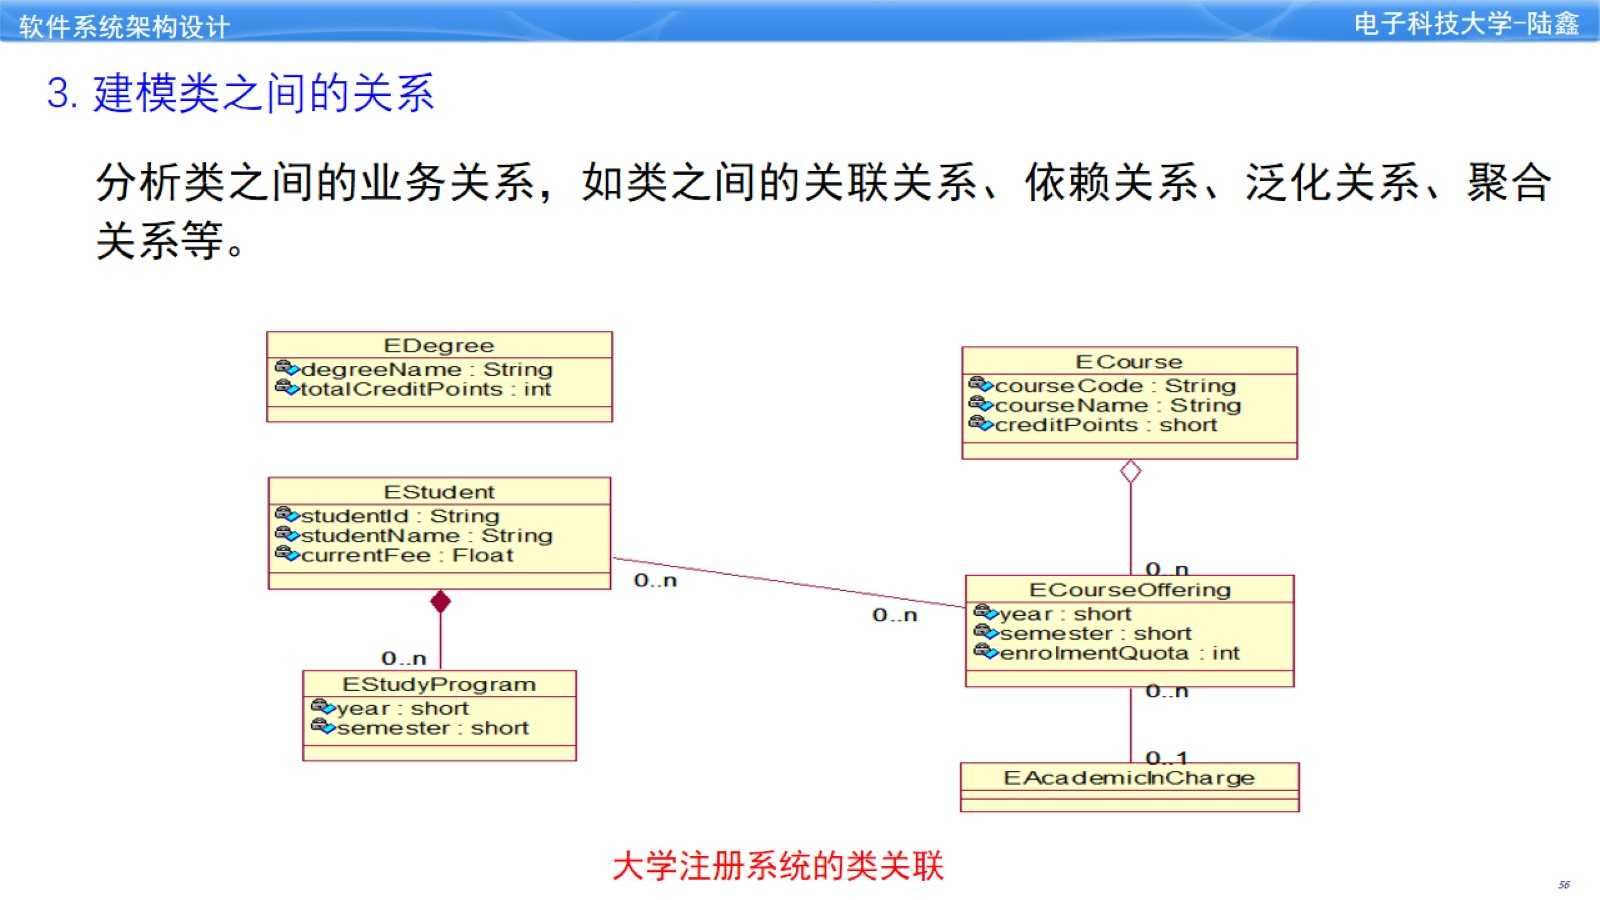 软件系统架构设计
电子科技大学-陆鑫
3. 建模类之间的关系
分析类之间的业务关系，如类之间的关联关系、依赖关系、泛化关系、聚合
关系等。
EDegree
degreeName : String
totalCreditPoints : int
ECourse
courseCode : String
courseName : String
creditPoints : short
EStudent
studentId : String
studentName : String
currentFee : Float
0..n
0..n
0..n
ECourseOffering
year : short
semester : short
enrolmentQuota : int
0..n
EStudyProgram
year : short
semester : short
0..n
0..1
EAcademicInCharge
大学注册系统的类关联
56